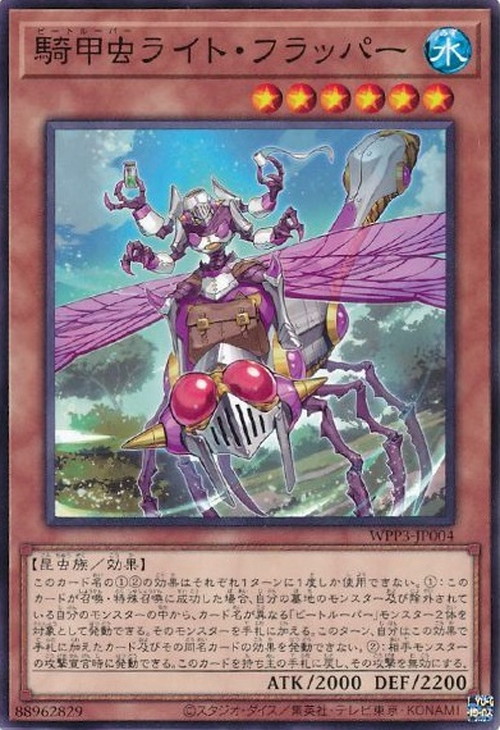 ビートルーパー
騎甲虫ライト・フラッパー
水
WPP3-JP004
【昆虫族／効果】
このカード名の①②の効果はそれぞれ1ターンに1度しか使用できない。①：この
カードが召喚・特殊召喚に成功した場合、自分の墓地のモンスター及び除外されて
いる自分のモンスターの中から、カード名が異なる「ビートルーパー」モンスター2体を
対象として発動できる。そのモンスターを手札に加える。このターン、自分はこの効果で
手札に加えたカード及びその同名カードの効果を発動できない。②：相手モンスター
の攻撃宣言時に発動できる。このカードを持ち主の手札に戻し、その攻撃を無効にする。
ATK/2000 DEF/2200
88962829
©スタジオ・ダイス／集英社・テレビ東京・KONAMI